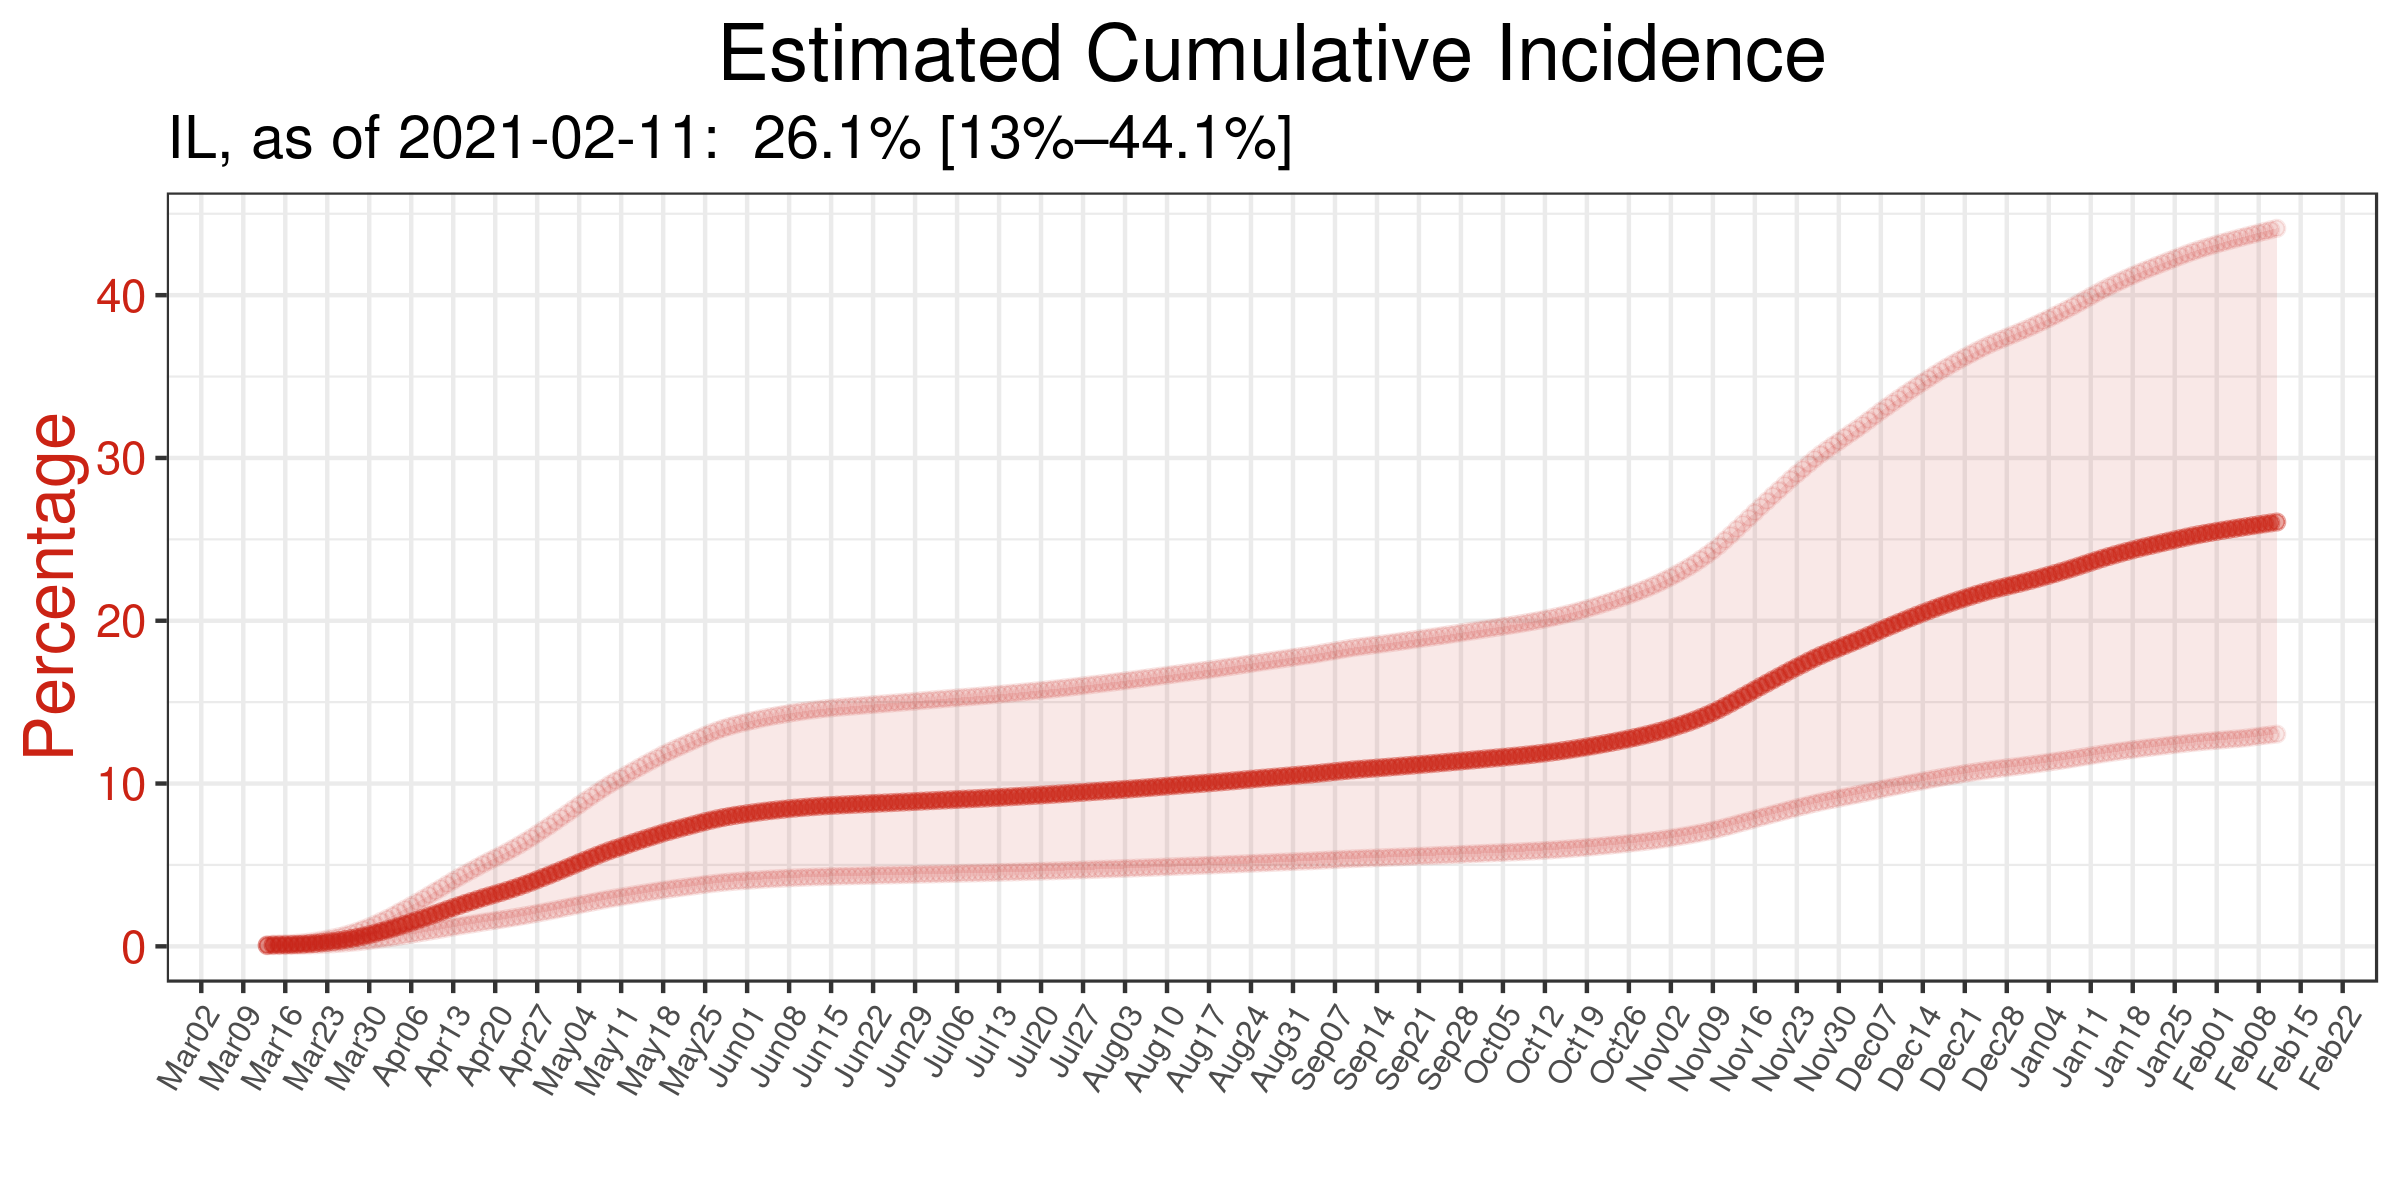 Estimated Cumulative Incidence
IL, as of 2021-02-11:  26.1% [13%–44.1%]
Percentage
40
30
20
10
0
Mar02
Mar09
Mar16
Mar23
Mar30
Apr06
Apr13
Apr20
Apr27
May04
May11
May18
May25
Jun01
Jun08
Jun15
Jun22
Jun29
Jul06
Jul13
Jul20
Jul27
Aug03
Aug10
Aug17
Aug24
Aug31
Sep07
Sep14
Sep21
Sep28
Oct05
Oct12
Oct19
Oct26
Nov02
Nov09
Nov16
Nov23
Nov30
Dec07
Dec14
Dec21
Dec28
Jan04
Jan11
Jan18
Jan25
Feb01
Feb08
Feb15
Feb22